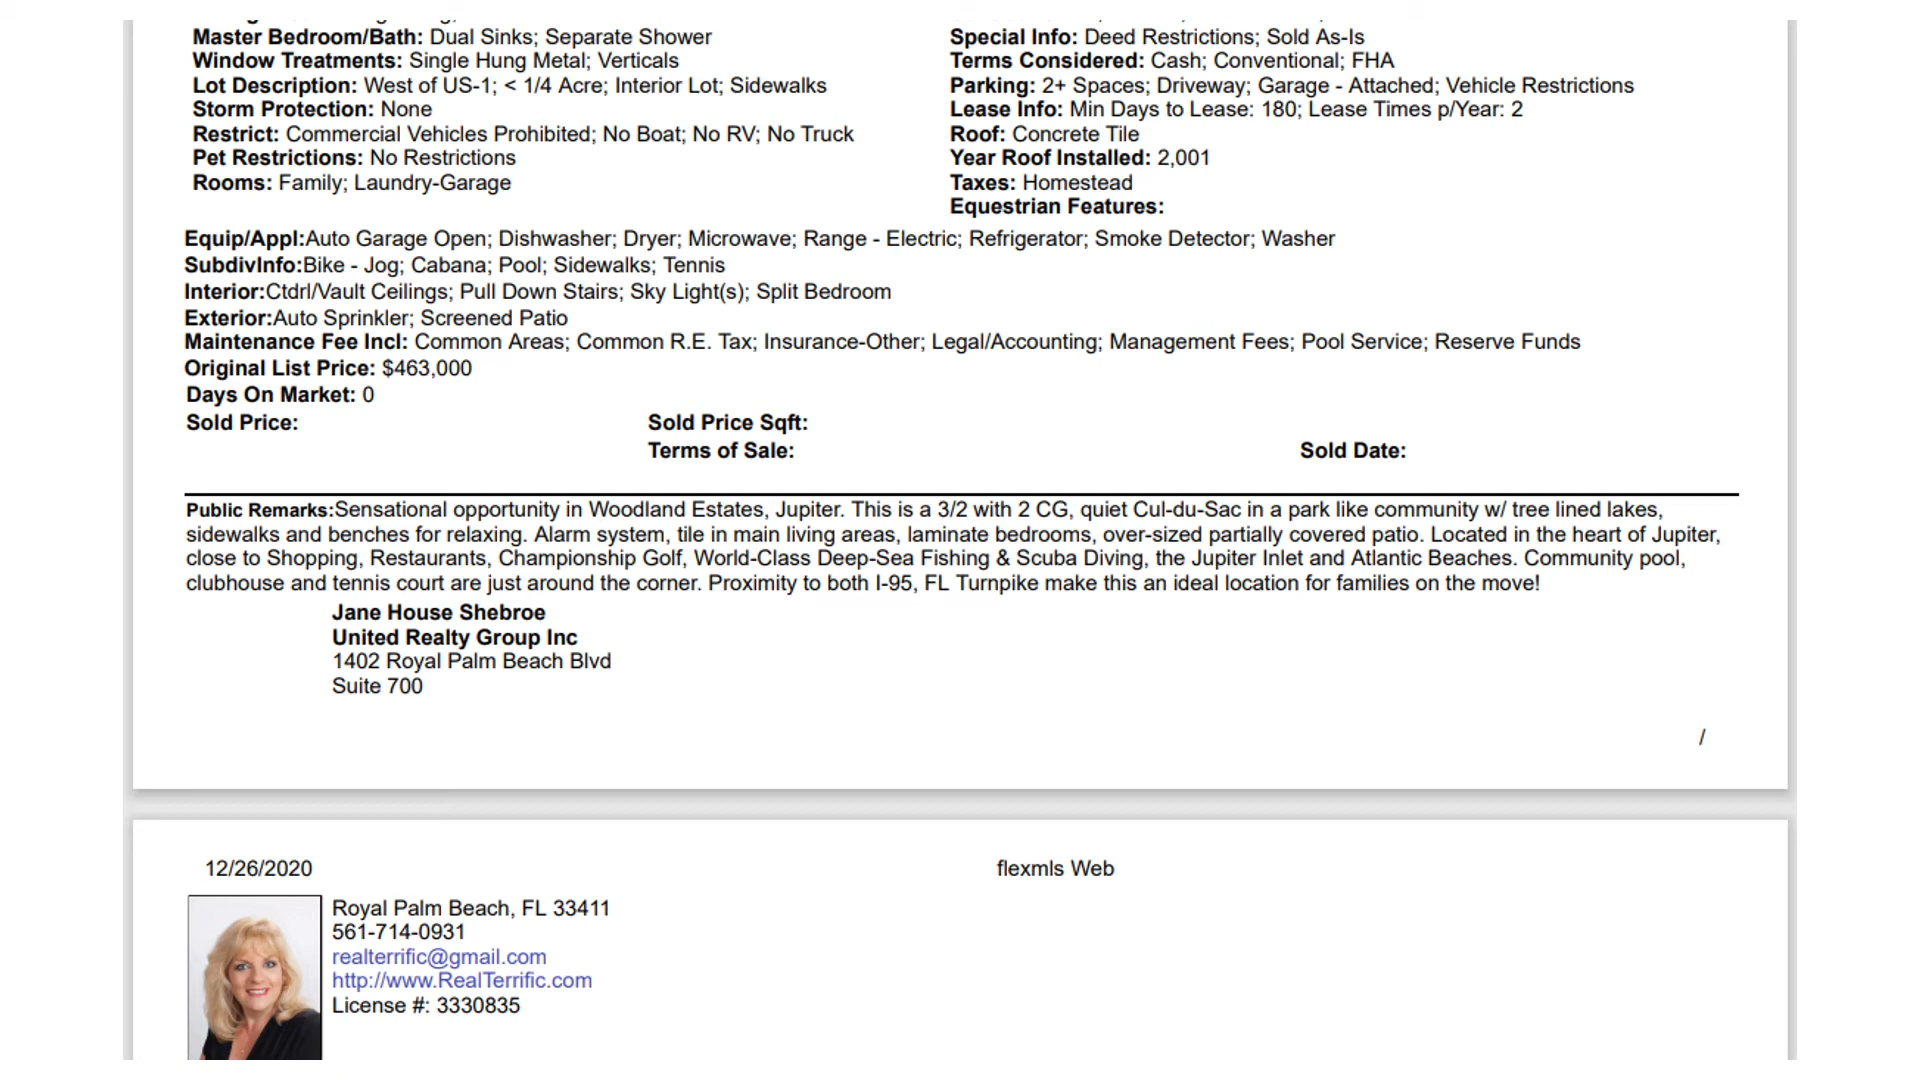 Master Bedroom/Bath: Dual Sinks; Separate Shower
Window Treatments: Single Hung Metal; Verticals
Lot Description: West of US-1; < 1/4 Acre; Interior Lot; Sidewalks
Storm Protection: None
Restrict: Commercial Vehicles Prohibited; No Boat; No RV; No Truck
Pet Restrictions: No Restrictions
Rooms: Family; Laundry-Garage
Special Info: Deed Restrictions; Sold As-Is
Terms Considered: Cash; Conventional; FHA
Parking: 2+ Spaces; Driveway; Garage - Attached; Vehicle Restrictions
Lease Info: Min Days to Lease: 180; Lease Times p/Year: 2
Roof: Concrete Tile
Year Roof Installed: 2,001
Taxes: Homestead
Equestrian Features:
Equip/Appl:Auto Garage Open; Dishwasher; Dryer; Microwave; Range - Electric; Refrigerator; Smoke Detector; Washer
SubdivInfo:Bike - Jog; Cabana; Pool; Sidewalks; Tennis
Interior:Ctdrl/Vault Ceilings; Pull Down Stairs; Sky Light(s); Split Bedroom
Exterior:Auto Sprinkler; Screened Patio
Maintenance Fee Incl: Common Areas; Common R.E. Tax; Insurance-Other; Legal/Accounting; Management Fees; Pool Service; Reserve Funds
Original List Price: $463,000
Days On Market: 0
Sold Price: Sold Price Sqft:
Terms of Sale: Sold Date:
Public Remarks:Sensational opportunity in Woodland Estates, Jupiter. This is a 3/2 with 2 CG, quiet Cul-du-Sac in a park like community w/ tree lined lakes,
sidewalks and benches for relaxing. Alarm system, tile in main living areas, laminate bedrooms, over-sized partially covered patio. Located in the heart of Jupiter,
close to Shopping, Restaurants, Championship Golf, World-Class Deep-Sea Fishing & Scuba Diving, the Jupiter Inlet and Atlantic Beaches. Community pool,
clubhouse and tennis court are just around the corner. Proximity to both I-95, FL Turnpike make this an ideal location for families on the move!
Jane House Shebroe
United Realty Group Inc
1402 Royal Palm Beach Blvd
Suite 700
/
12/26/2020 flexmls Web
Royal Palm Beach, FL 33411
561-714-0931
realterrific@gmail.com
http://www.RealTerrific.com
License #: 3330835